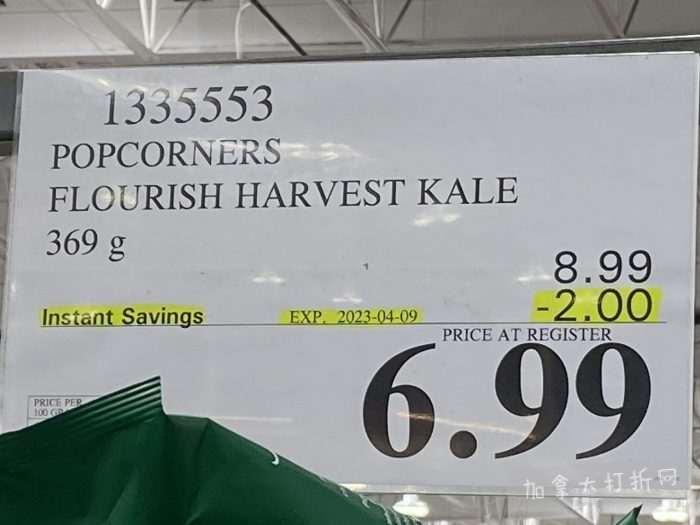 1335553
POPCORNERS
FLOURISH HARVEST KALE
369 g
8.99
Instant Savings EXP. 2023-04-09 -2.00
PRICE AT REGISTER
6.99
PRICE PER
100
加拿大打折网